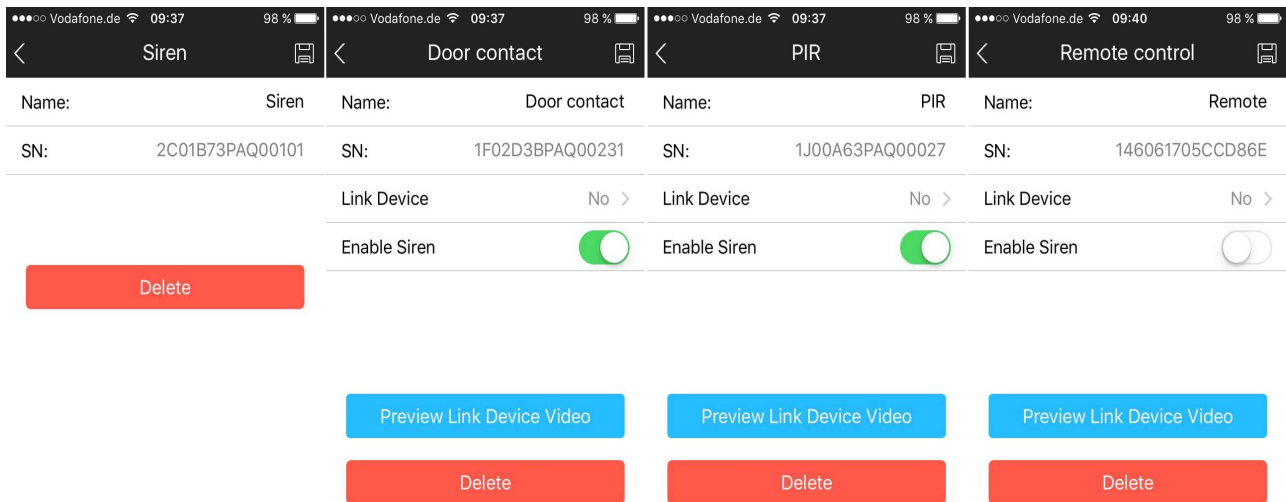 Vodafone.de 09:37 98 %
Siren
Name: Siren
SN: 2C01B73PAQ00101
Delete
Vodafone.de 09:37 98 %
Door contact
Name: Door contact
SN: 1F02D3BPAQ00231
Link Device No
Enable Siren
Preview Link Device Video
Delete
Vodafone.de 09:37 98 %
PIR
Name: PIR
SN: 1J00A63PAQ00027
Link Device No
Enable Siren
Preview Link Device Video
Delete
Vodafone.de 09:40 98 %
Remote control
Name: Remote
SN: 146061705CCD86E
Link Device No
Enable Siren
Preview Link Device Video
Delete